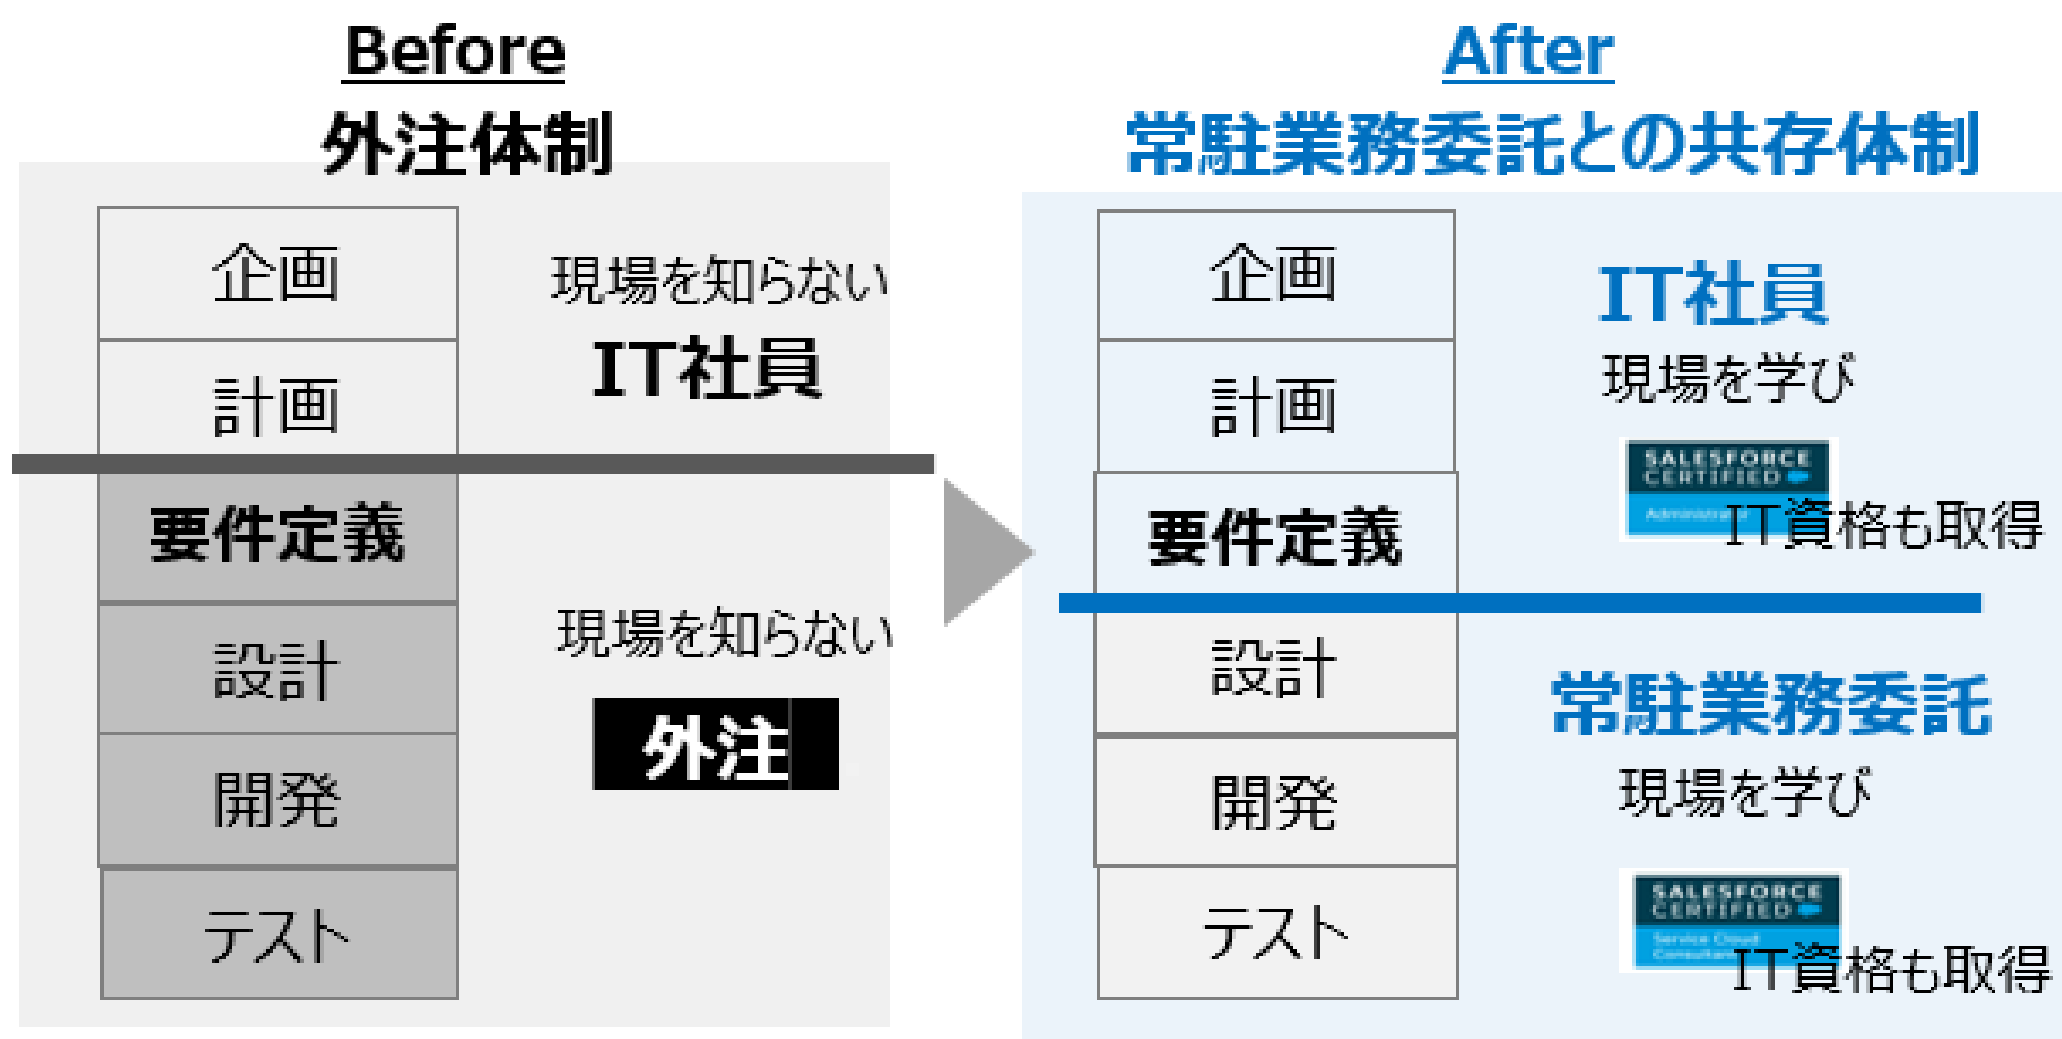 Before
外注体制
企画
計画
要件定義
設計
開発
テスト
現場を知らない
IT社員
現場を知らない
外注
After
常駐業務委託との共存体制
企画
計画
要件定義
設計
開発
テスト
IT社員
現場を学び
SALESFORCE
CERTIFIED
Administrator
IT資格も取得
常駐業務委託
現場を学び
SALESFORCE
CERTIFIED
Service Cloud
Consultant
IT資格も取得